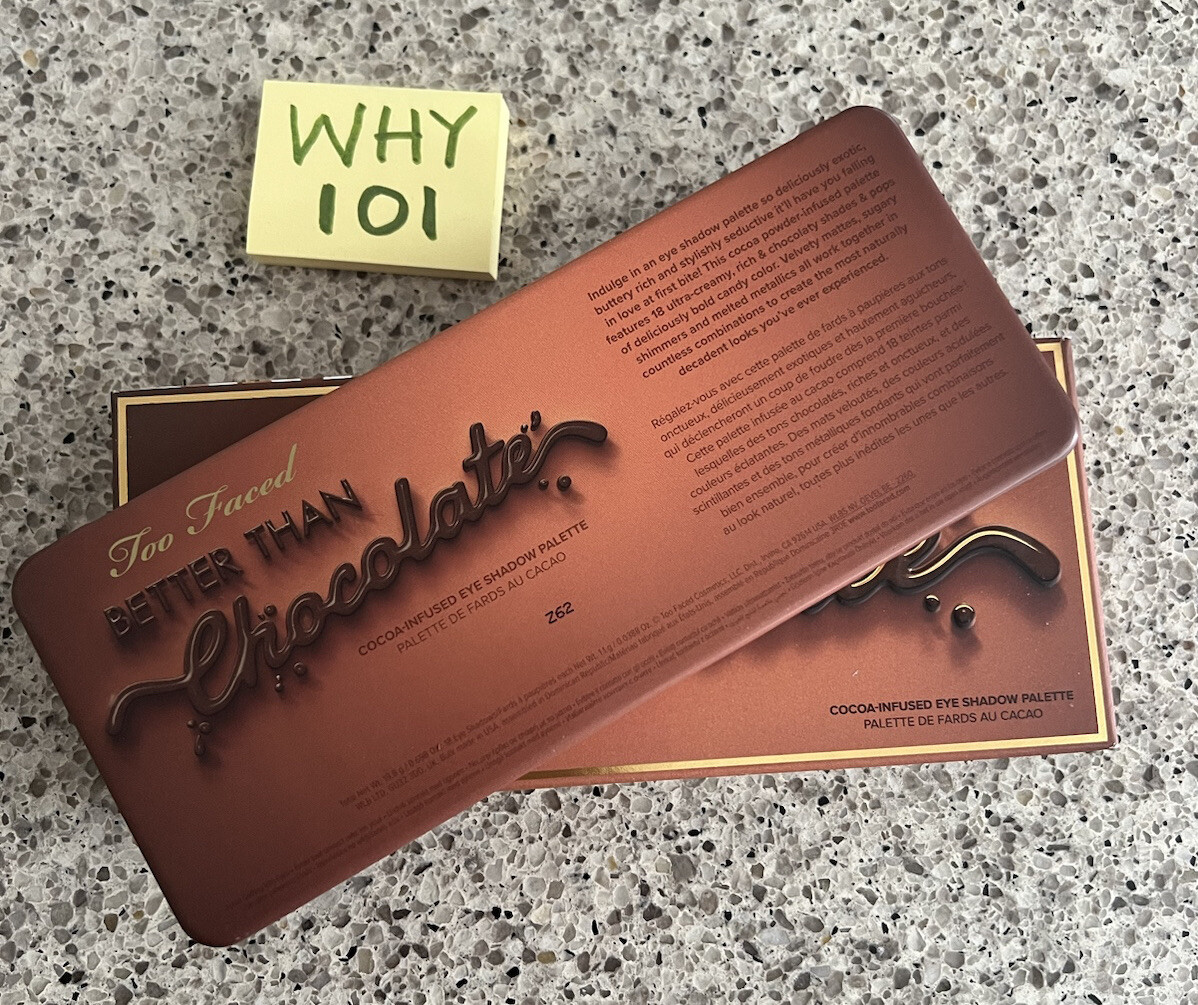 WHY
101
Too Faced
BETTER THAN
Chocolate
COCOA-INFUSED EYE SHADOW PALETTE
PALETTE DE FARDS AU CACAO
Z62
Indulge in an eye shadow palette so deliciously exotic,
buttery rich and stylishly seductive it'll have you falling
in love at first bite! This cocoa powder-infused palette
features 18 ultra-creamy, rich & chocolaty shades & pops
of deliciously bold candy color. Velvety mattes, sugary
shimmers and melted metallics all work together in
countless combinations to create the most naturally
decadent looks you've ever experienced.
Régalez-vous avec cette palette de fards à paupières aux tons
onctueux, délicieusement exotiques et hautement aguicheurs,
qui déclencheront un coup de foudre dès la première bouchée !
Cette palette infusée au cacao comprend 18 teintes parmi
lesquelles des tons chocolatés, riches et onctueux, et des
couleurs éclatantes. Des mats veloutés, des couleurs acidulées
scintillantes et des tons métalliques fondants qui vont parfaitement
bien ensemble, pour créer d'innombrables combinaisons
au look naturel, toutes plus inédites les unes que les autres.
COCOA-INFUSED EYE SHADOW PALETTE
PALETTE DE FARDS AU CACAO